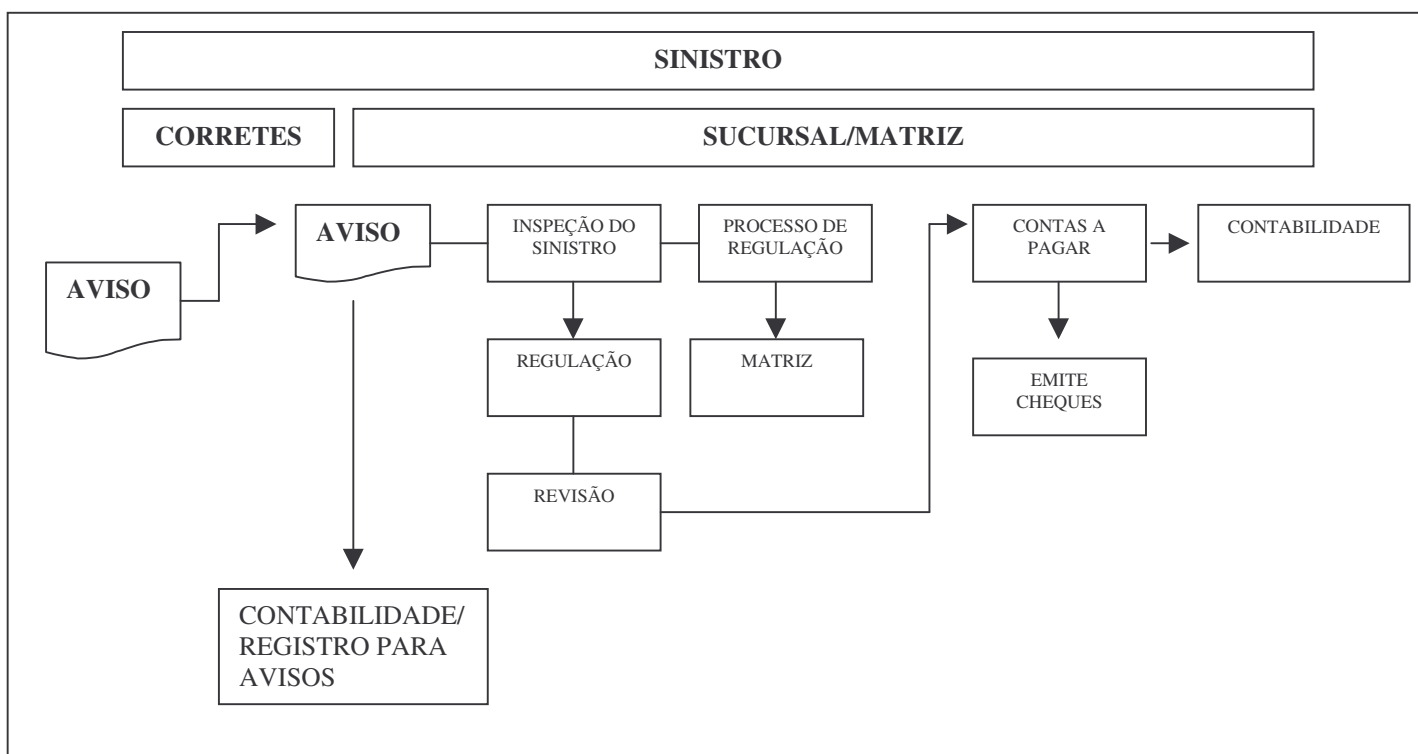 SINISTRO
CORRETES
SUCURSAL/MATRIZ
AVISO
AVISO
INSPEÇÃO DO
SINISTRO
PROCESSO DE
REGULAÇÃO
CONTAS A
PAGAR
CONTABILIDADE
REGULAÇÃO
MATRIZ
EMITE
CHEQUES
REVISÃO
CONTABILIDADE/
REGISTRO PARA
AVISOS